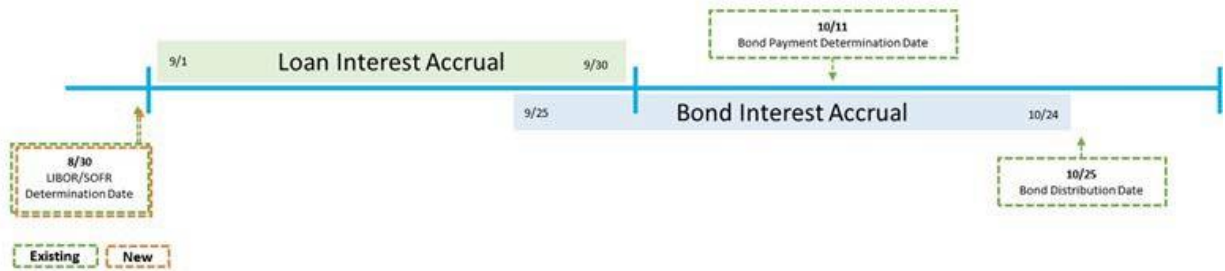 10/11
Bond Payment Determination Date
9/1
Loan Interest Accrual
9/30
9/25
Bond Interest Accrual
10/24
8/30
LIBOR/SOFR
Determination Date
10/25
Bond Distribution Date
Existing
New